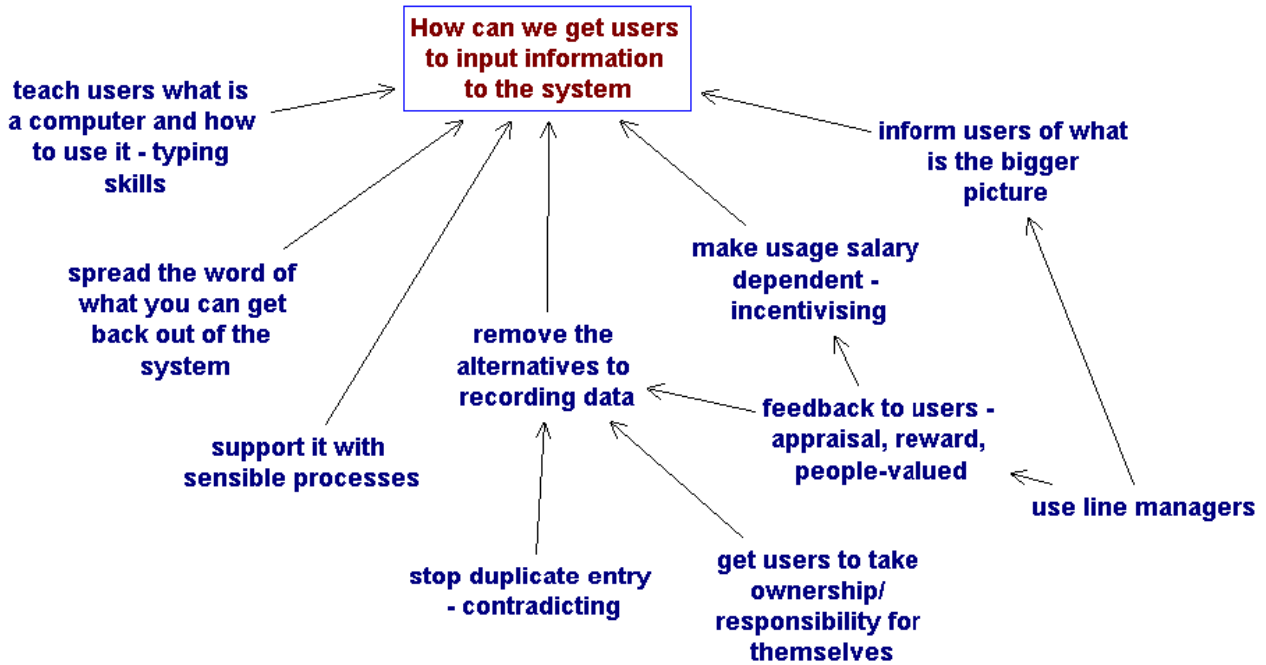 How can we get users
to input information
to the system
teach users what is
a computer and how
to use it - typing
skills
inform users of what
is the bigger
picture
spread the word of
what you can get
back out of the
system
make usage salary
dependent -
incentivising
remove the
alternatives to
recording data
feedback to users -
appraisal, reward,
people-valued
support it with
sensible processes
use line managers
stop duplicate entry
- contradicting
get users to take
ownership/
responsibility for
themselves